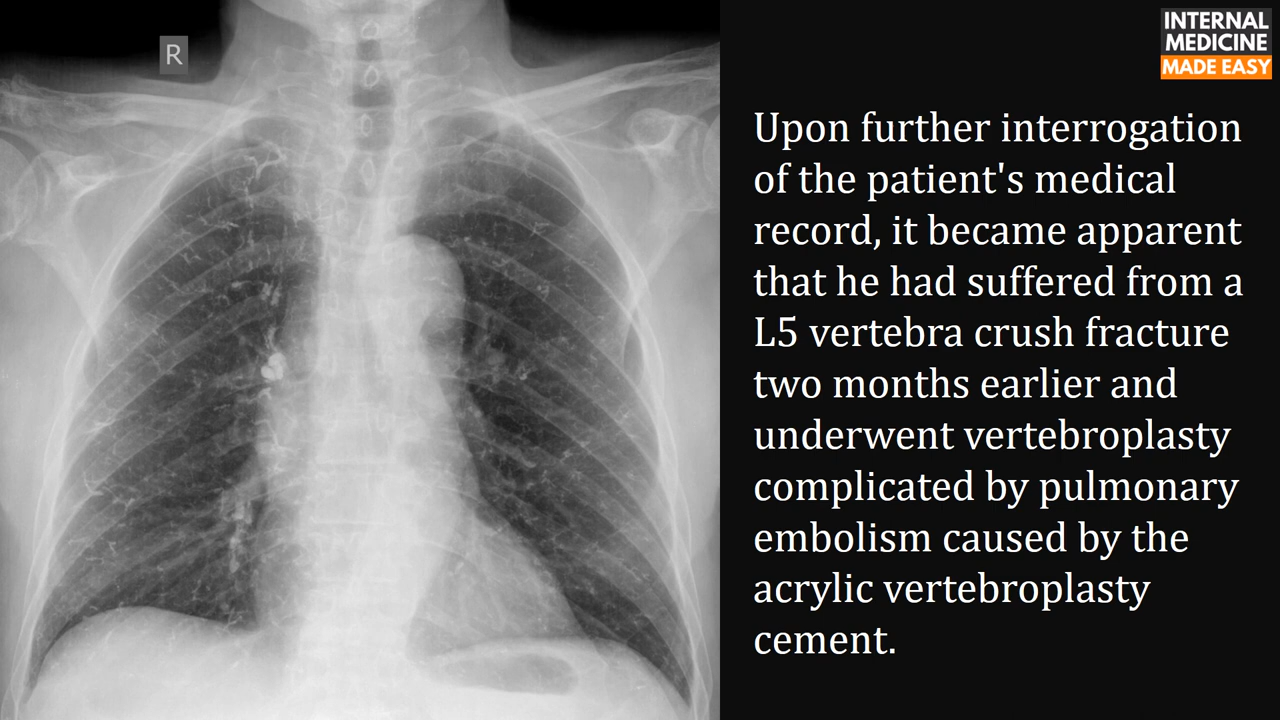 R
INTERNAL
MEDICINE
MADE EASY
Upon further interrogation
of the patient's medical
record, it became apparent
that he had suffered from a
L5 vertebra crush fracture
two months earlier and
underwent vertebroplasty
complicated by pulmonary
embolism caused by the
acrylic vertebroplasty
cement.